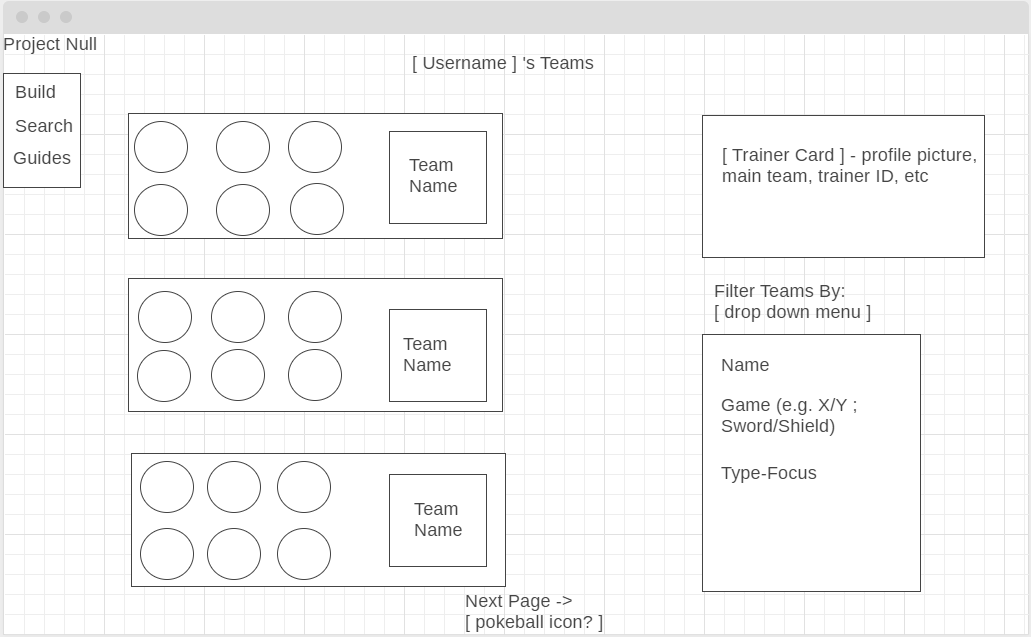 Project Null
[ Username ] 's Teams
Build
Search
Guides
Team
Name
Team
Name
Team
Name
Next Page ->
[ pokeball icon? ]
[ Trainer Card ] - profile picture,
main team, trainer ID, etc
Filter Teams By:
[ drop down menu ]
Name
Game (e.g. X/Y ;
Sword/Shield)
Type-Focus